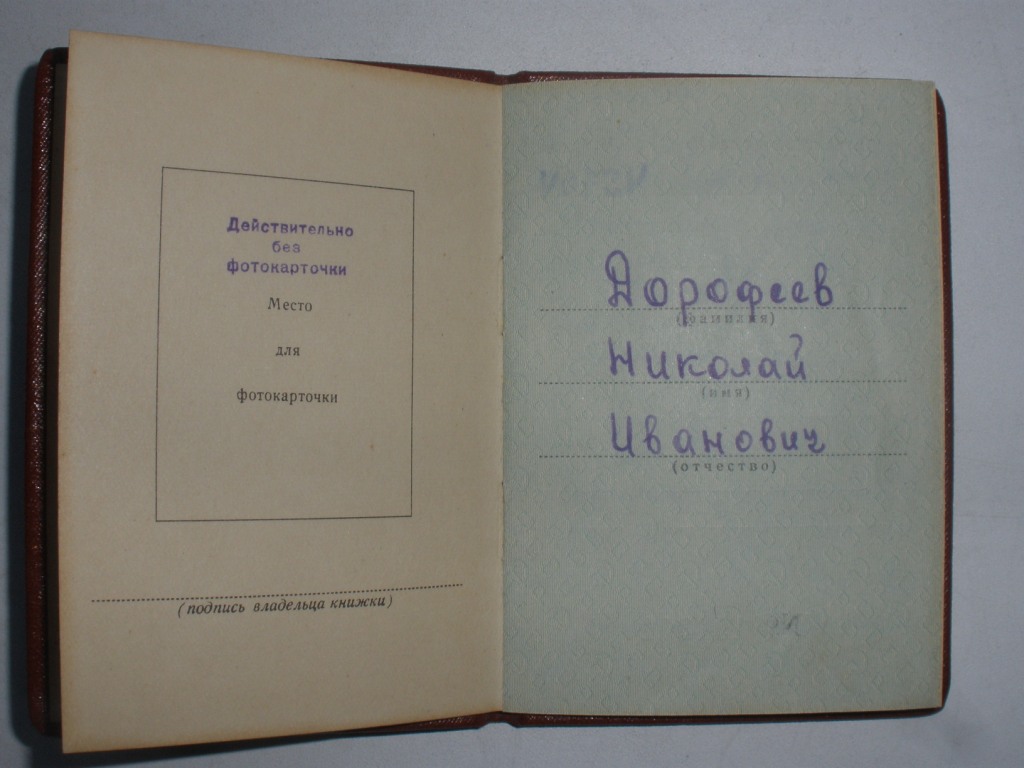 Действительно
без
фотокарточки
Место
для
фотокарточки
(подпись владельца книжки)
Дорофеев
(фамилия)
Николай
(имя)
Иванович
(отчество)